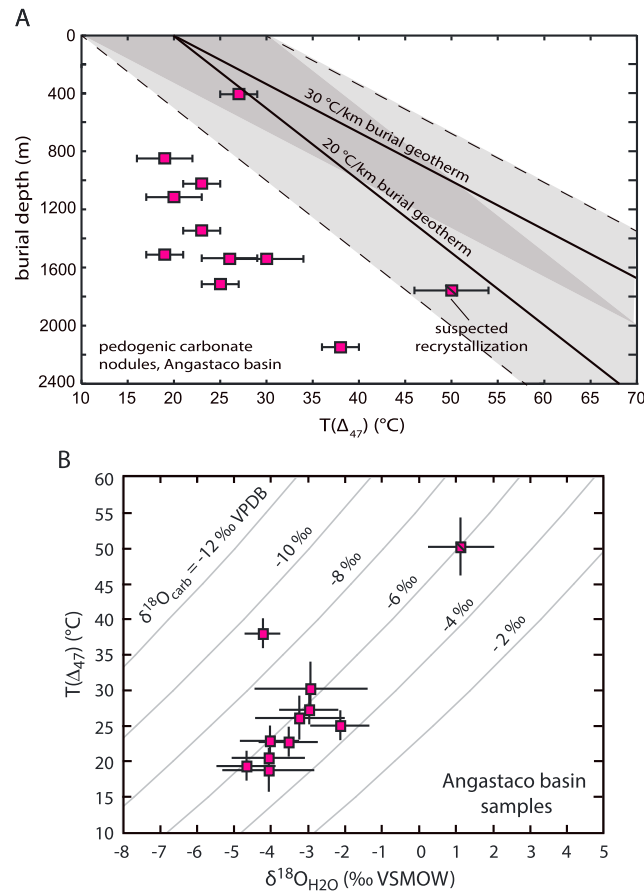 A
0
400
800
1200
1600
2000
2400
burial depth (m)
30 °C/km burial geotherm
20 °C/km burial geotherm
suspected
recrystallization
pedogenic carbonate
nodules, Angastaco basin
10 15 20 25 30 35 40 45 50 55 60 65 70
T(Δ47) (°C)
B
60
55
50
45
40
35
30
25
20
15
10
T(Δ47) (°C)
δ18Ocarb = -12 ‰ VPDB
-10 ‰
-8 ‰
-6 ‰
-4 ‰
-2 ‰
Angastaco basin
samples
-8 -7 -6 -5 -4 -3 -2 -1 0 1 2 3 4 5
δ18OH2O (‰ VSMOW)